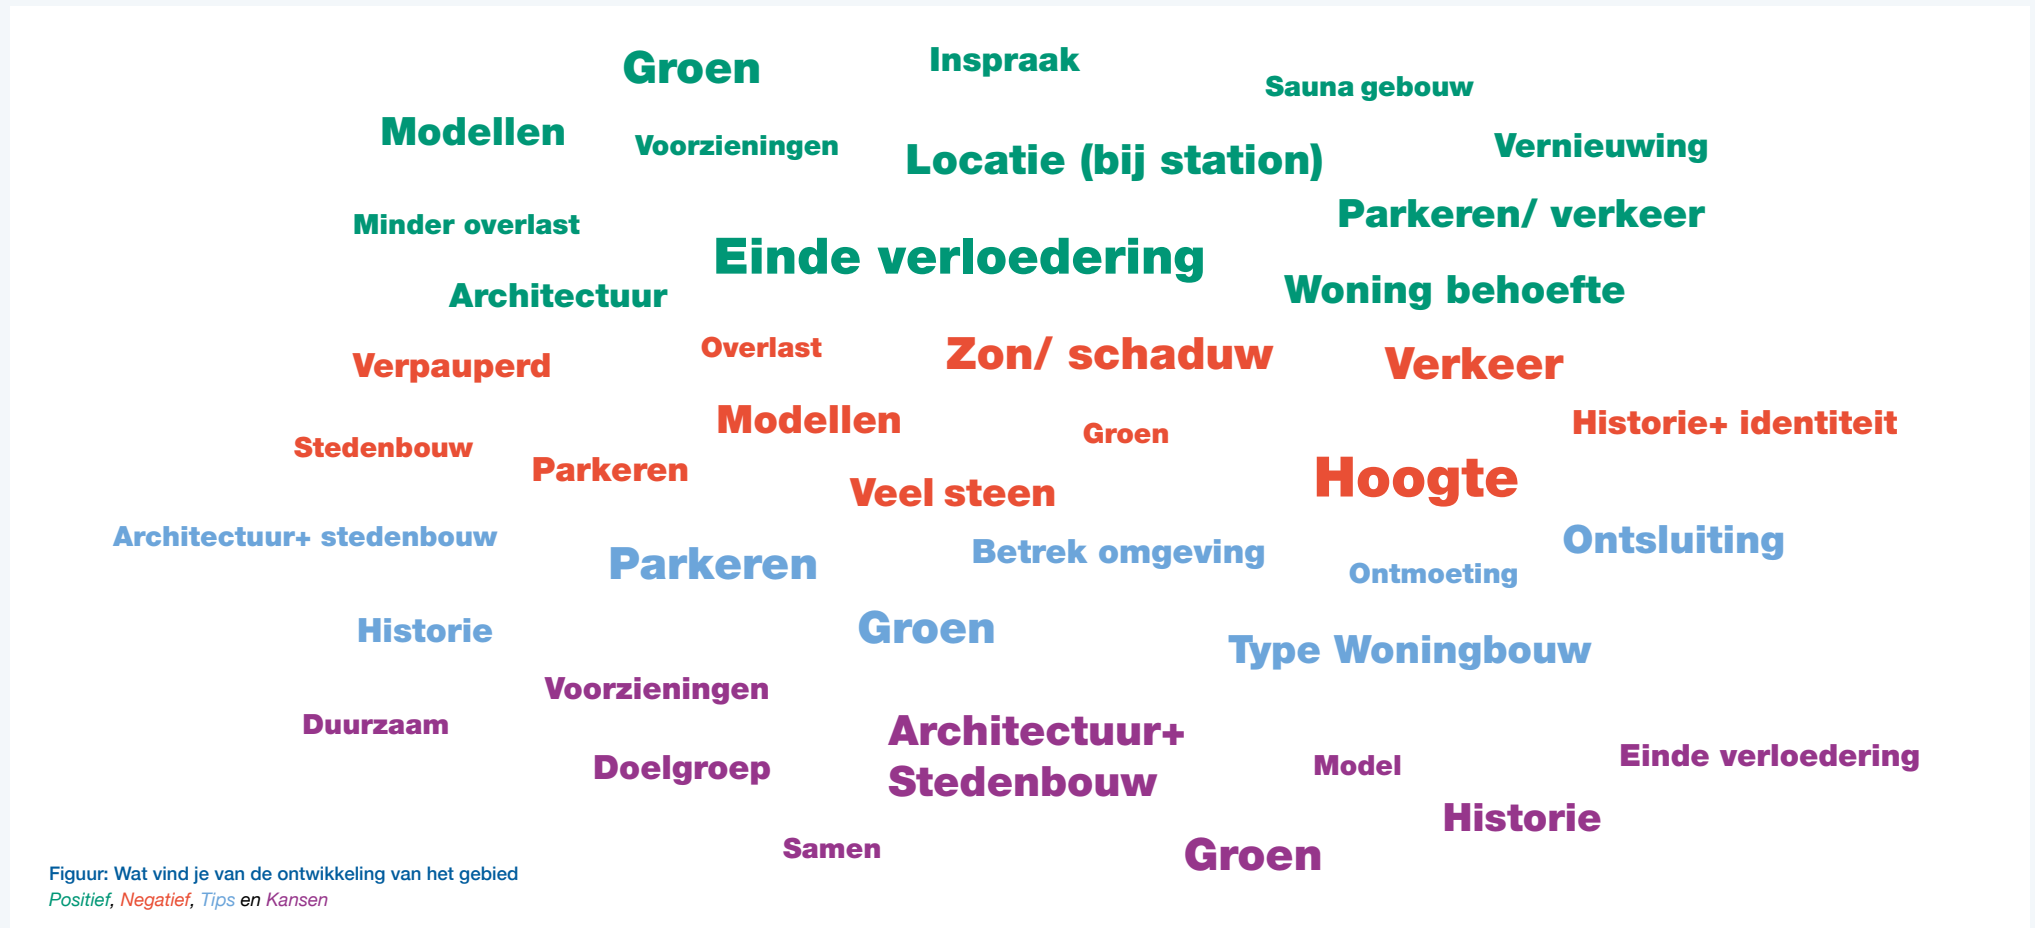 Groen
Inspraak
Sauna gebouw
Modellen
Voorzieningen
Locatie (bij station)
Vernieuwing
Minder overlast
Parkeren/ verkeer
Einde verloedering
Architectuur
Woning behoefte
Verpauperd
Overlast
Zon/ schaduw
Verkeer
Modellen
Groen
Historie+ identiteit
Stedenbouw
Parkeren
Veel steen
Hoogte
Architectuur+ stedenbouw
Parkeren
Betrek omgeving
Ontsluiting
Ontmoeting
Historie
Groen
Type Woningbouw
Voorzieningen
Duurzaam
Doelgroep
Architectuur+
Stedenbouw
Model
Einde verloedering
Historie
Samen
Groen
Figuur: Wat vind je van de ontwikkeling van het gebied
Positief, Negatief, Tips en Kansen